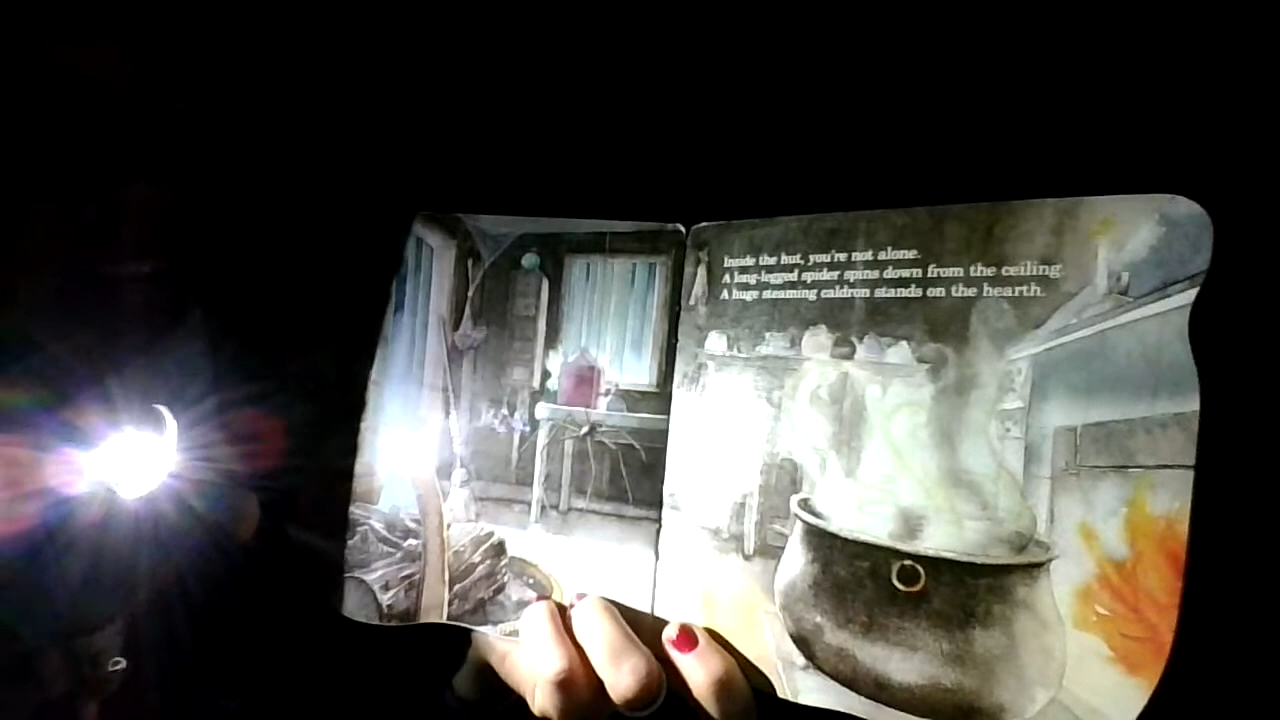 Inside the hut, you're not alone.
A long-legged spider spins down from the ceiling.
A huge steaming caldron stands on the hearth.